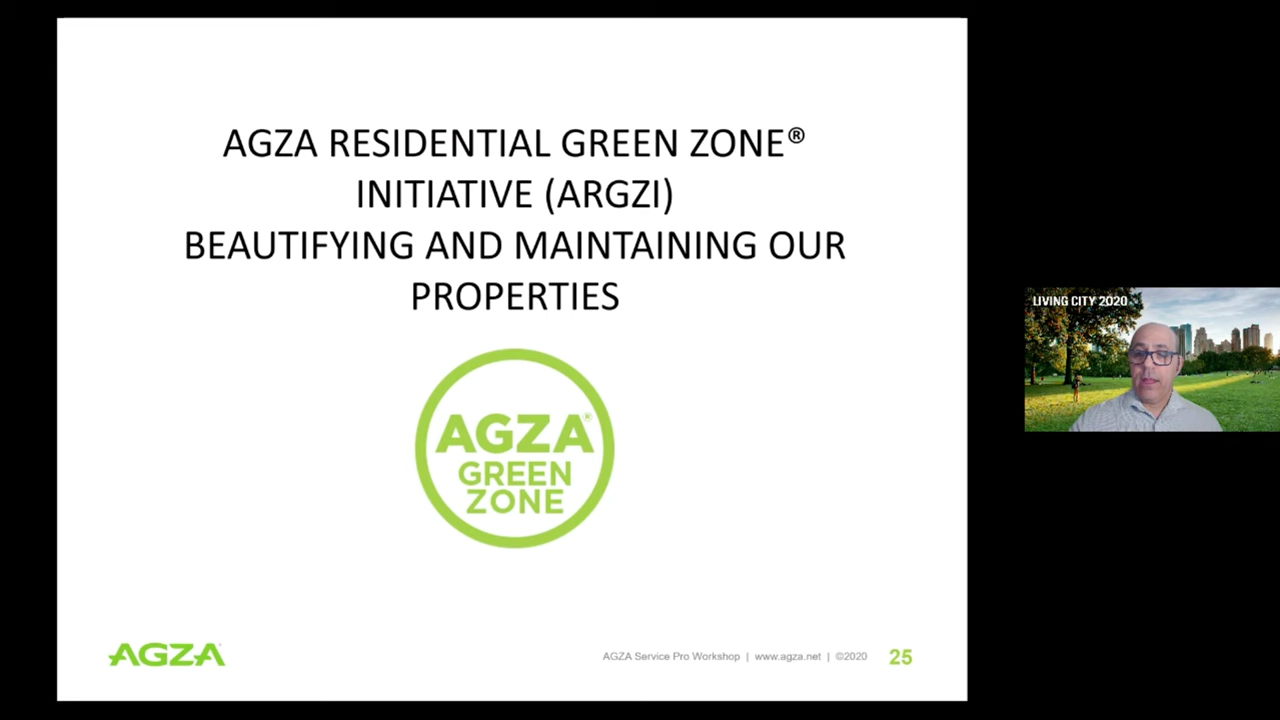 AGZA RESIDENTIAL GREEN ZONE®
INITIATIVE (ARGZI)
BEAUTIFYING AND MAINTAINING OUR
PROPERTIES
AGZA®
GREEN
ZONE
LIVING CITY 2020
AGZA
AGZA Service Pro Workshop | www.agza.net | ©2020 25